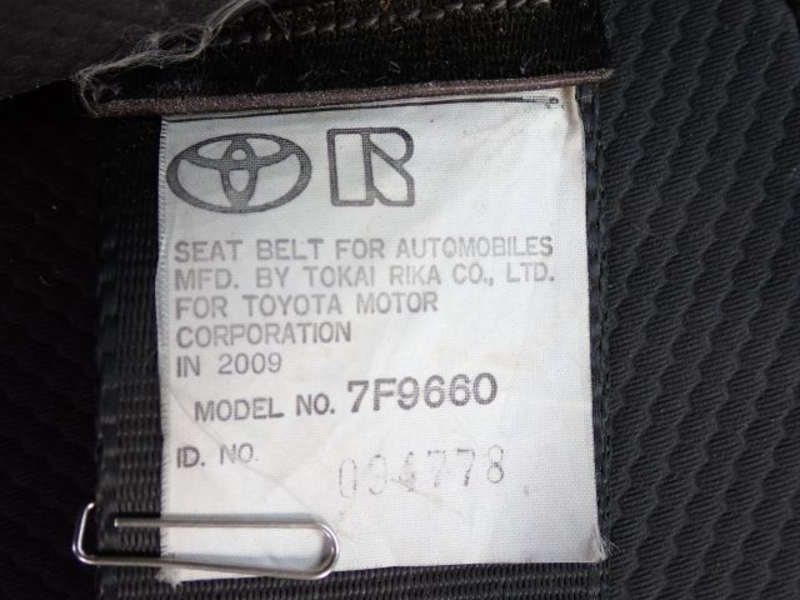 SEAT BELT FOR AUTOMOBILES
MFD. BY TOKAI RIKA CO., LTD.
FOR TOYOTA MOTOR
CORPORATION
IN 2009
MODEL NO. 7F9660
ID. NO. 094778